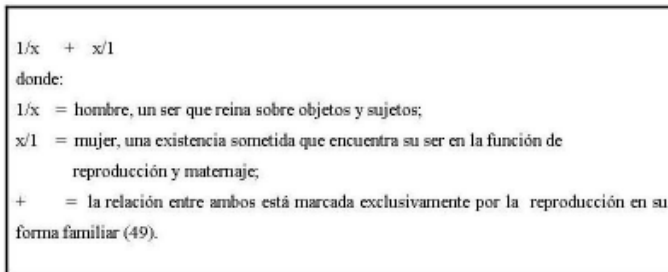 1/x + x/1
donde:
1/x = hombre, un ser que reina sobre objetos y sujetos;
x/1 = mujer, una existencia sometida que encuentra su ser en la función de
reproducción y maternaje;
+ = la relación entre ambos está marcada exclusivamente por la reproducción en su
forma familiar (49).